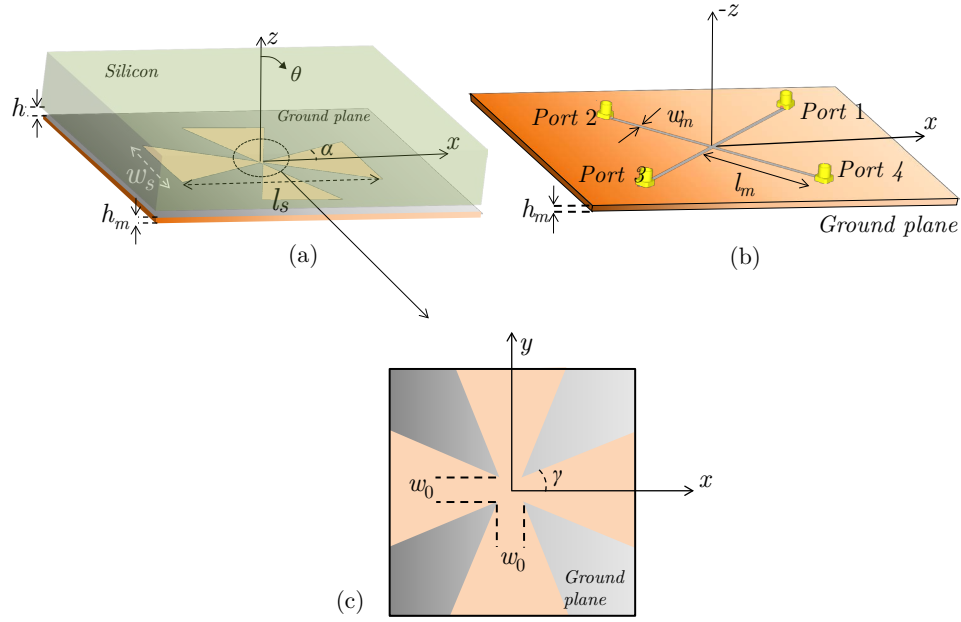 z
Silicon
θ
h
Ground plane
α
x
w_s
l_s
h_m
(a)
-z
Port 1
Port 2
w_m
x
Port 3
Port 4
l_m
h_m
Ground plane
(b)
y
γ
x
w_0
w_0
Ground
plane
(c)